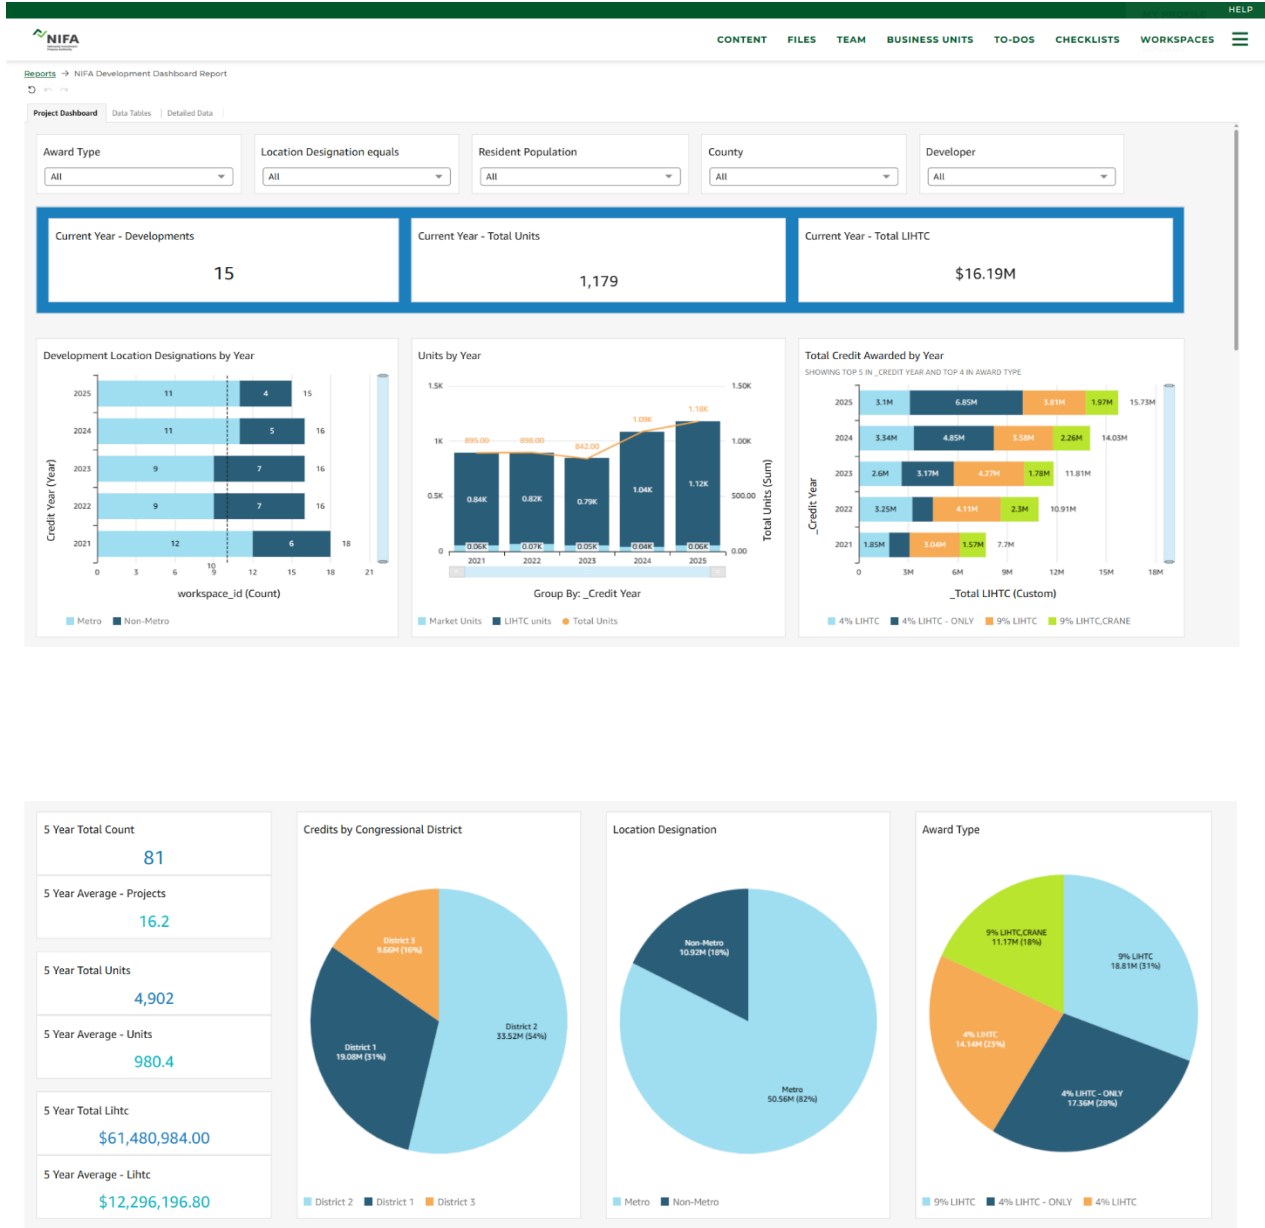 HELP
NIFA
CONTENT FILES TEAM BUSINESS UNITS TO-DOS CHECKLISTS WORKSPACES
Reports → NIFA Development Dashboard Report
Project Dashboard Data Tables Detailed Data
Award Type Location Designation equals Resident Population County Developer
All All All All All
Current Year - Developments Current Year - Total Units Current Year - Total LIHTC
15 1,179 $16.19M
Development Location Designations by Year
Credit Year (Year)
2025 11 4 15
2024 11 5 16
2023 9 7 16
2022 9 7 16
2021 12 6 18
10
0 3 6 9 12 15 18 21
workspace_id (Count)
Metro Non-Metro
Units by Year
1.5K 1.50K
1K 1.00K
0.5K 500.00
0 0.00
Total Units (Sum)
895.00 898.00 842.00 1.09K 1.18K
0.84K 0.82K 0.79K 1.04K 1.12K
0.06K 0.07K 0.05K 0.04K 0.06K
2021 2022 2023 2024 2025
Group By: _Credit Year
Market Units LIHTC units Total Units
Total Credit Awarded by Year
SHOWING TOP 5 IN _CREDIT YEAR AND TOP 4 IN AWARD TYPE
_Credit Year
2025 3.1M 6.85M 3.81M 1.97M 15.73M
2024 3.34M 4.85M 3.58M 2.26M 14.03M
2023 2.6M 3.17M 4.27M 1.78M 11.81M
2022 3.25M 4.11M 2.3M 10.91M
2021 1.85M 3.04M 1.57M 7.7M
0 3M 6M 9M 12M 15M 18M
_Total LIHTC (Custom)
4% LIHTC 4% LIHTC - ONLY 9% LIHTC 9% LIHTC,CRANE
5 Year Total Count
81
5 Year Average - Projects
16.2
5 Year Total Units
4,902
5 Year Average - Units
980.4
5 Year Total Lihtc
$61,480,984.00
5 Year Average - Lihtc
$12,296,196.80
Credits by Congressional District
District 3
9.66M (16%)
District 2
33.52M (54%)
District 1
19.08M (31%)
District 2 District 1 District 3
Location Designation
Non-Metro
10.92M (18%)
Metro
50.56M (82%)
Metro Non-Metro
Award Type
9% LIHTC,CRANE
11.17M (18%)
9% LIHTC
18.81M (31%)
4% LIHTC
14.14M (23%)
4% LIHTC - ONLY
17.36M (28%)
9% LIHTC 4% LIHTC - ONLY 4% LIHTC